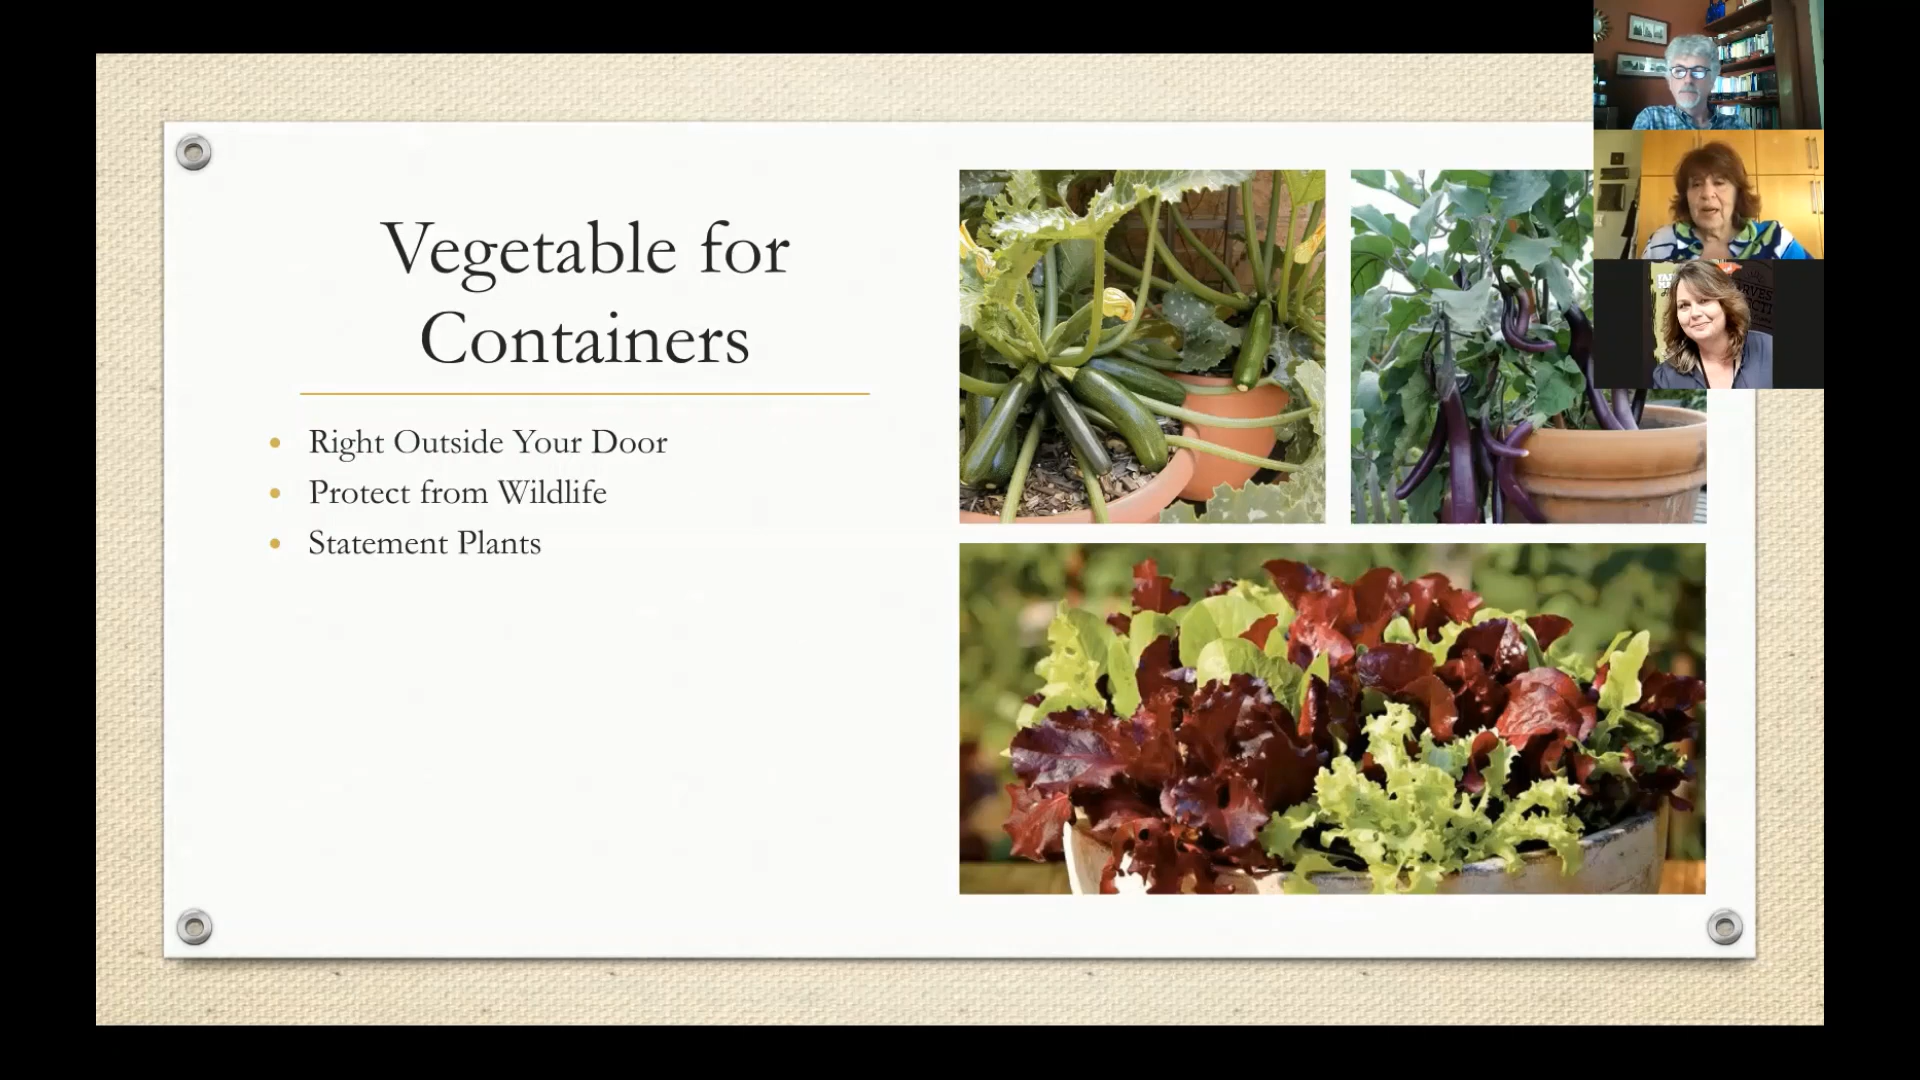 Vegetable for
Containers
Right Outside Your Door
Protect from Wildlife
Statement Plants